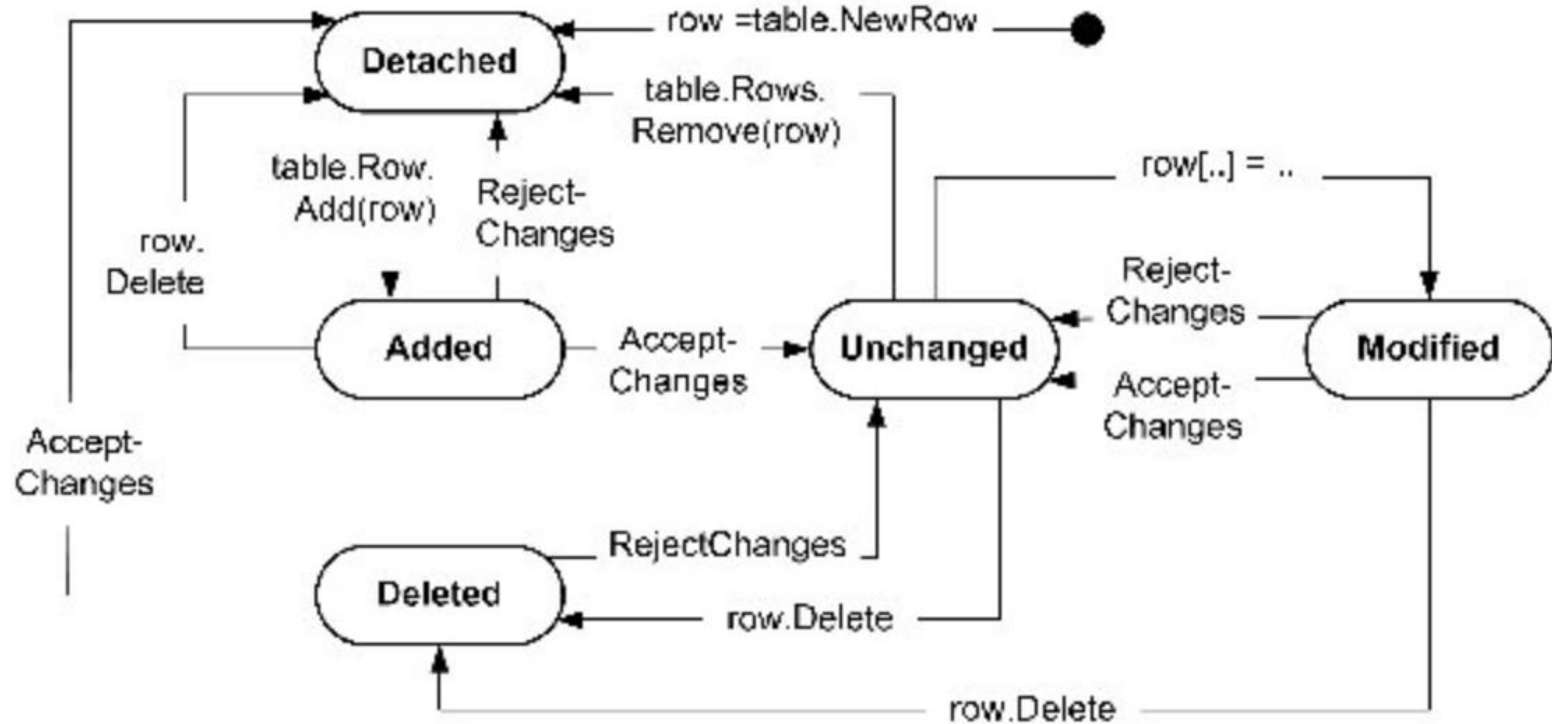 row =table.NewRow
Detached
table.Rows.
Remove(row)
table.Row.
Add(row)
Reject-
Changes
row[..] = ..
row.
Delete
Reject-
Changes
Added
Accept-
Changes
Unchanged
Modified
Accept-
Changes
Accept-
Changes
RejectChanges
Deleted
row.Delete
row.Delete